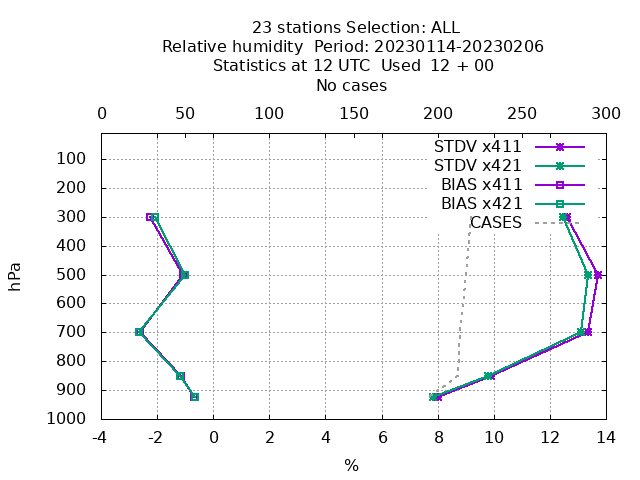 23 stations Selection: ALL
Relative humidity  Period: 20230114-20230206
Statistics at 12 UTC  Used  12 + 00
No cases
0 50 100 150 200 250 300
STDV x411
STDV x421
BIAS x411
BIAS x421
CASES
hPa
100
200
300
400
500
600
700
800
900
1000
-4 -2 0 2 4 6 8 10 12 14
%